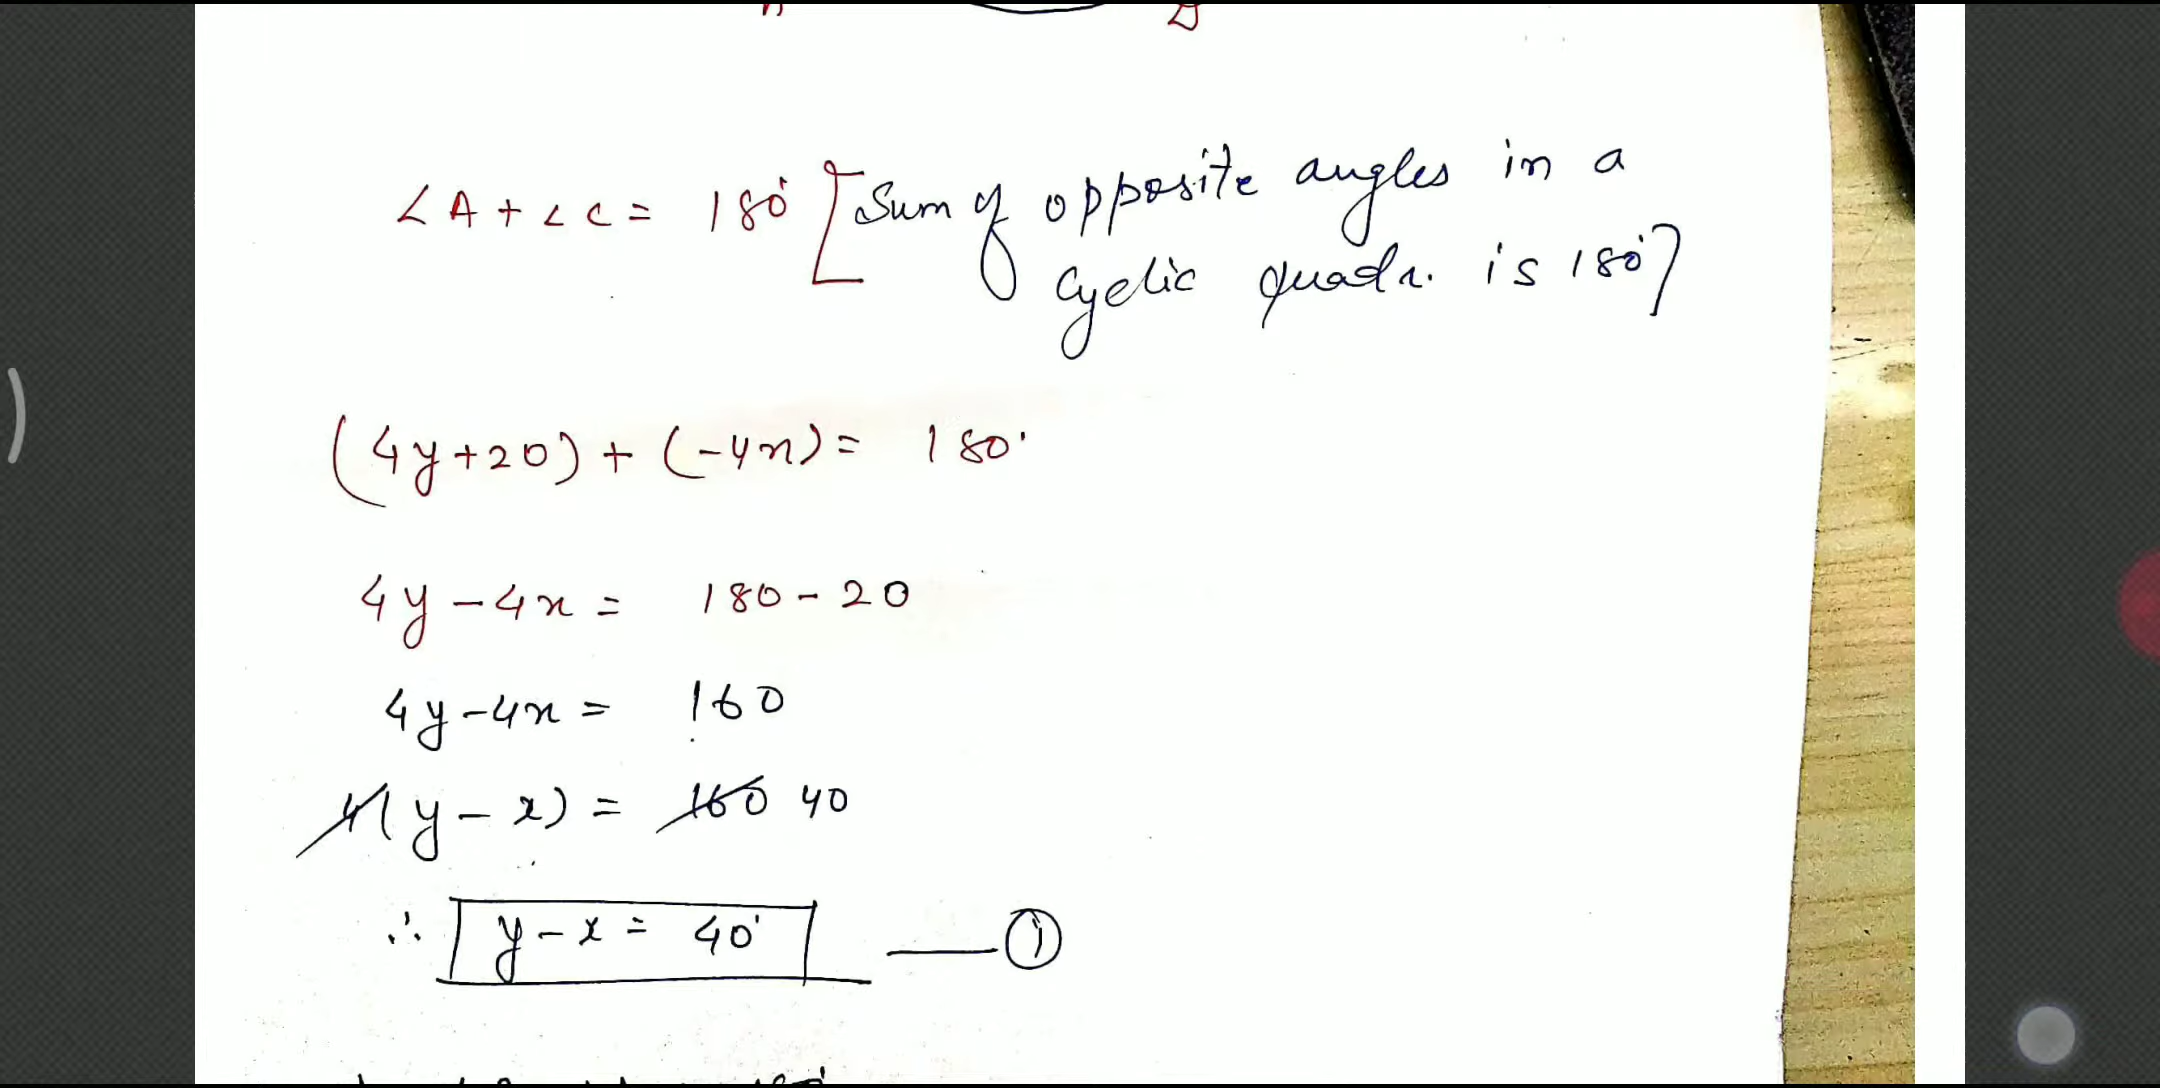 ∠A + ∠C = 180° [Sum of opposite angles in a
cyclic quadr. is 180°]
(4y+20) + (-4x) = 180°
4y - 4x = 180 - 20
4y - 4x = 160
4(y - x) = 160 40
∴ y - x = 40° —— ①